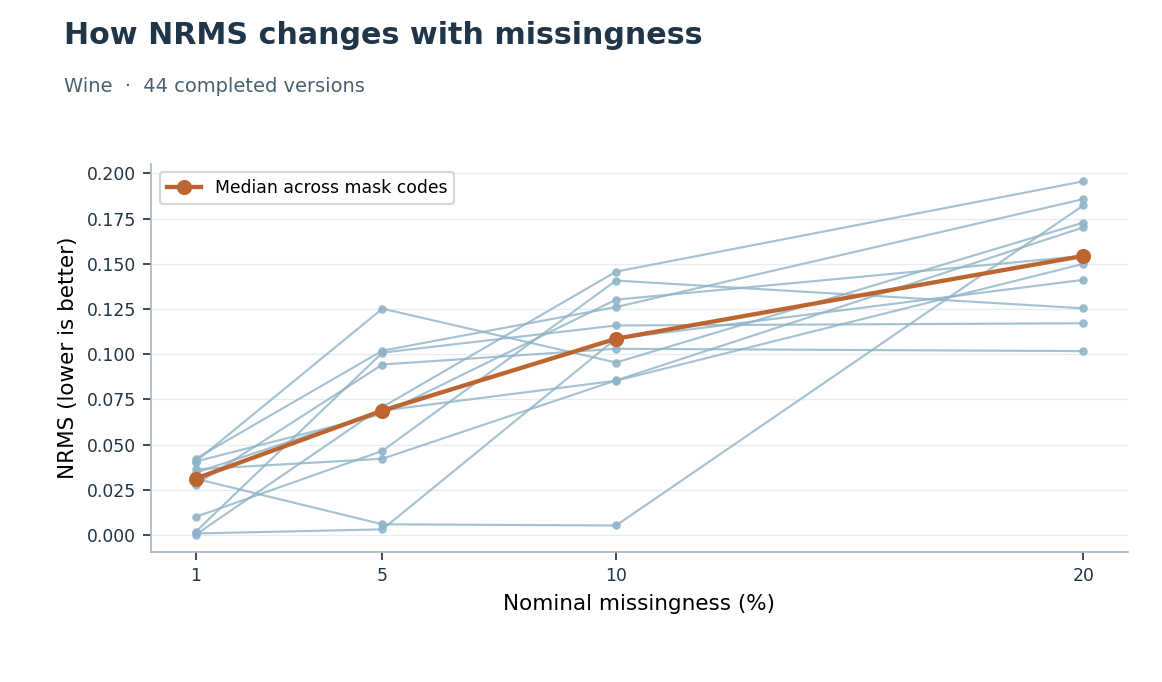 How NRMS changes with missingness
Wine · 44 completed versions
Median across mask codes
NRMS (lower is better)
0.200
0.175
0.150
0.125
0.100
0.075
0.050
0.025
0.000
1 5 10 20
Nominal missingness (%)